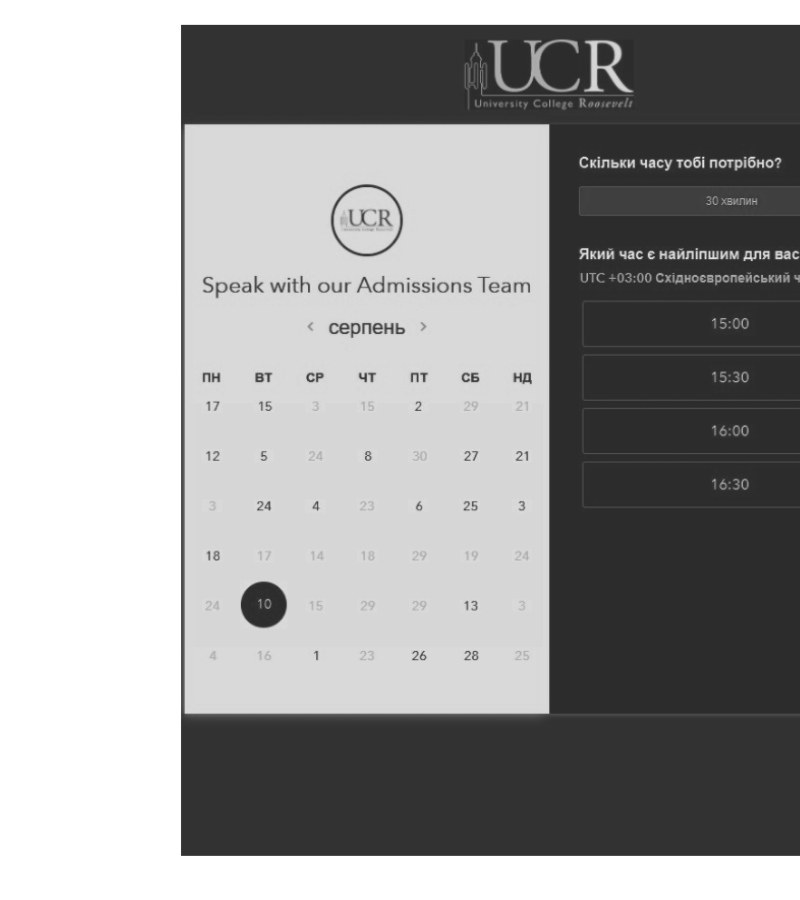 UCR
University College Roosevelt
UCR
Speak with our Admissions Team
‹ серпень ›
ПН ВТ СР ЧТ ПТ СБ НД
17 15 3 15 2 29 21
12 5 24 8 30 27 21
3 24 4 23 6 25 3
18 17 14 18 29 19 24
24 10 15 29 29 13 3
4 16 1 23 26 28 25
Скільки часу тобі потрібно?
30 хвилин
Який час є найліпшим для вас
UTC +03:00 Східноєвропейський ч
15:00
15:30
16:00
16:30